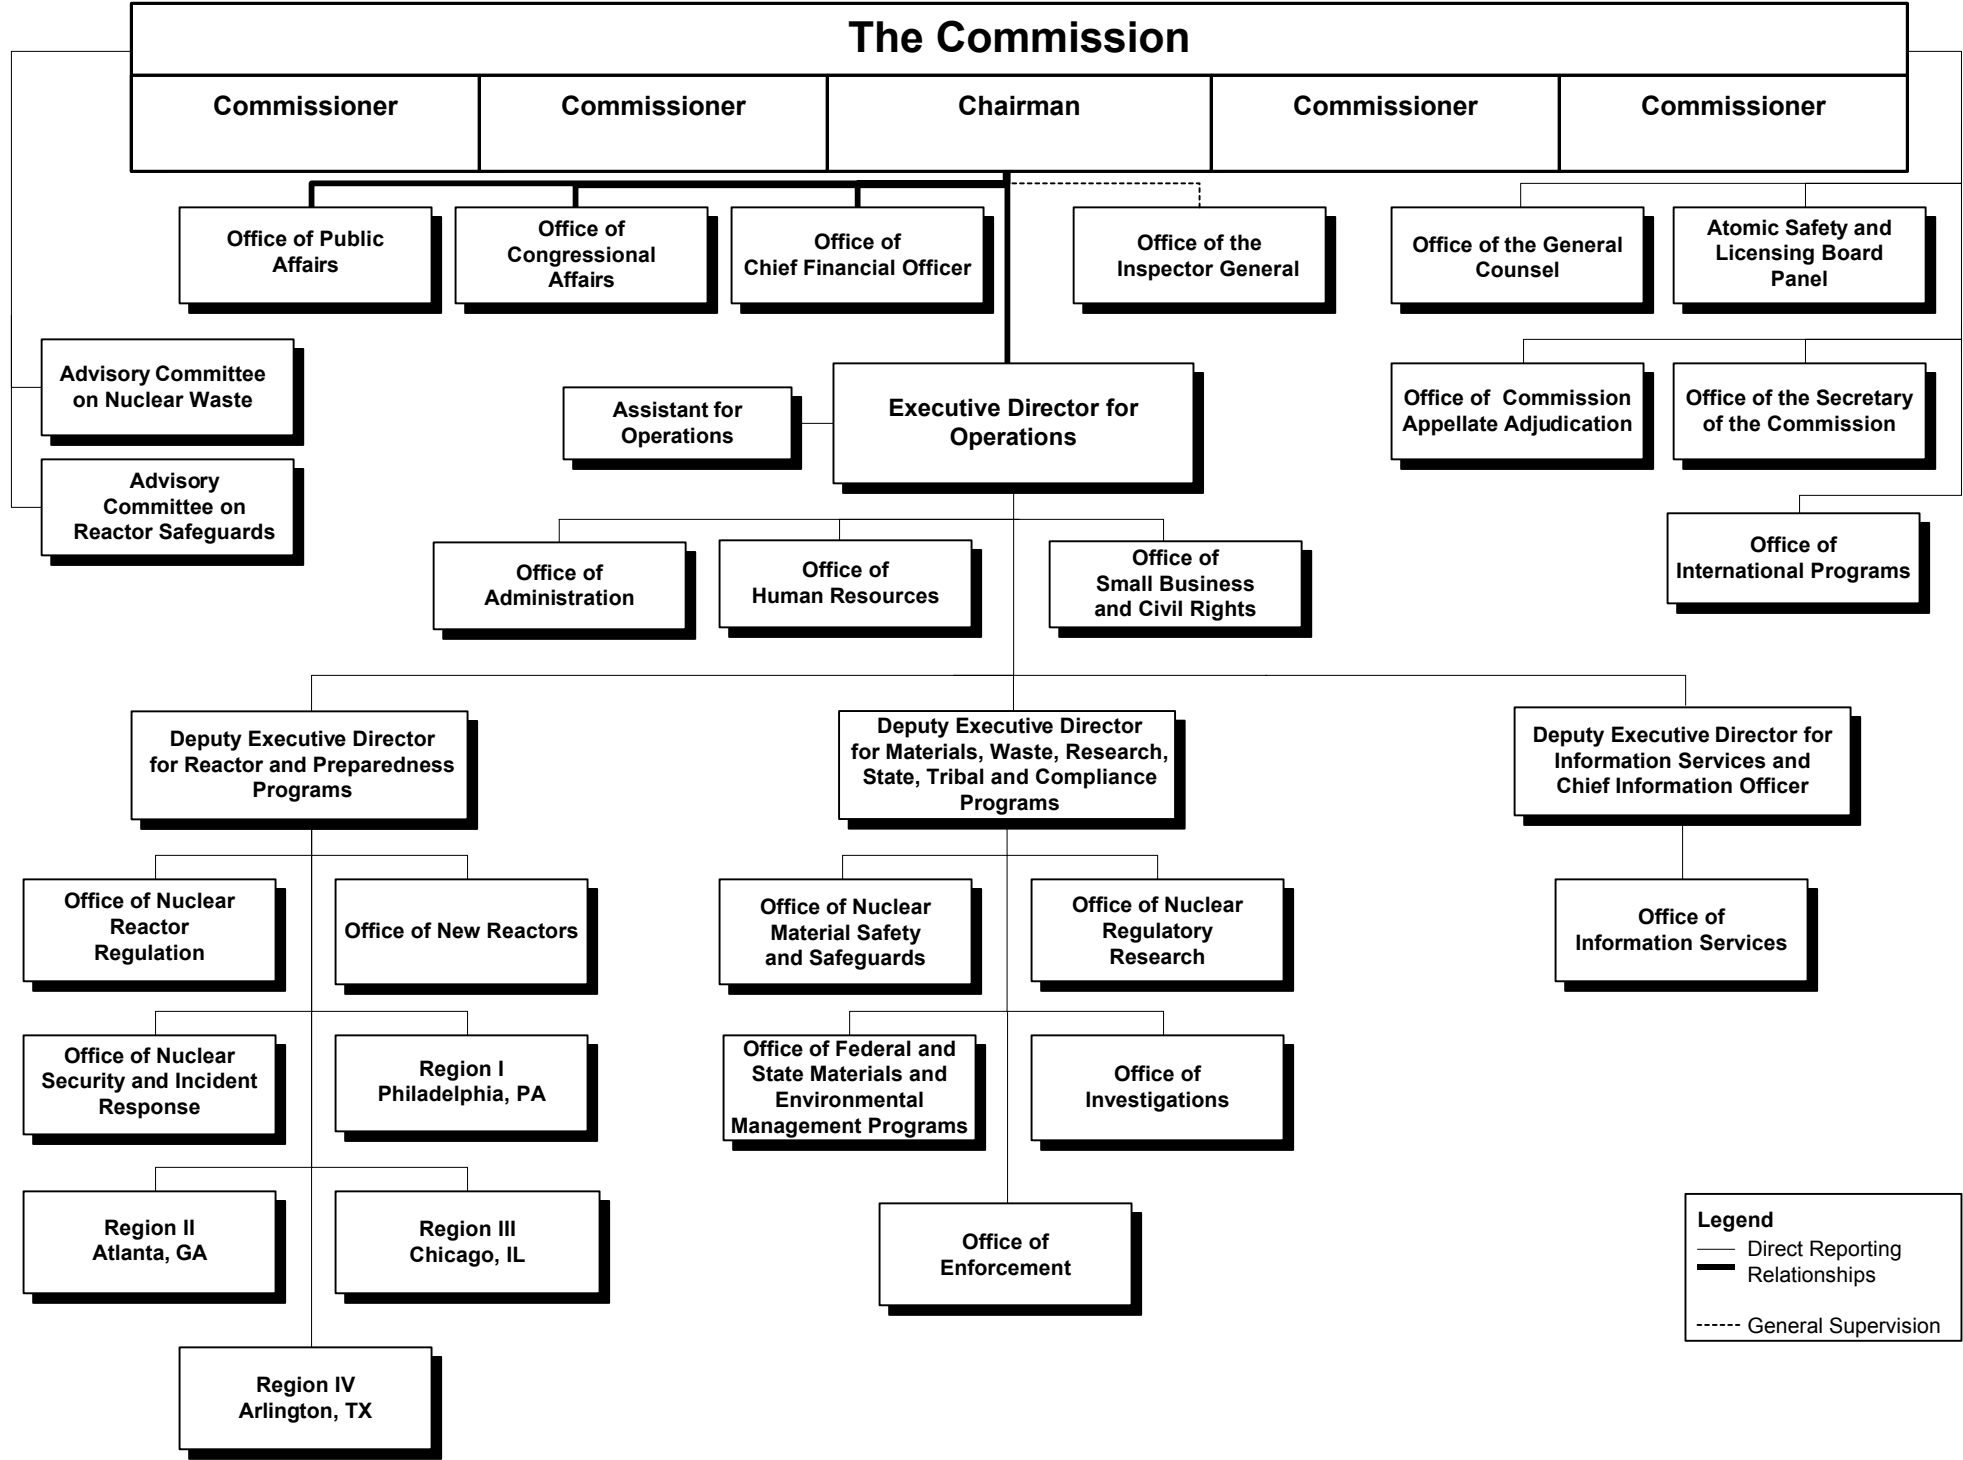 The Commission
Commissioner
Commissioner
Chairman
Commissioner
Commissioner
Office of Public
Affairs
Office of
Congressional
Affairs
Office of
Chief Financial Officer
Office of the
Inspector General
Office of the General
Counsel
Atomic Safety and
Licensing Board
Panel
Advisory Committee
on Nuclear Waste
Assistant for
Operations
Executive Director for
Operations
Office of Commission
Appellate Adjudication
Office of the Secretary
of the Commission
Advisory
Committee on
Reactor Safeguards
Office of
Administration
Office of
Human Resources
Office of
Small Business
and Civil Rights
Office of
International Programs
Deputy Executive Director
for Reactor and Preparedness
Programs
Deputy Executive Director
for Materials, Waste, Research,
State, Tribal and Compliance
Programs
Deputy Executive Director for
Information Services and
Chief Information Officer
Office of Nuclear
Reactor
Regulation
Office of New Reactors
Office of Nuclear
Material Safety
and Safeguards
Office of Nuclear
Regulatory
Research
Office of
Information Services
Office of Nuclear
Security and Incident
Response
Region I
Philadelphia, PA
Office of Federal and
State Materials and
Environmental
Management Programs
Office of
Investigations
Region II
Atlanta, GA
Region III
Chicago, IL
Office of
Enforcement
Region IV
Arlington, TX
Legend
Direct Reporting
Relationships
General Supervision